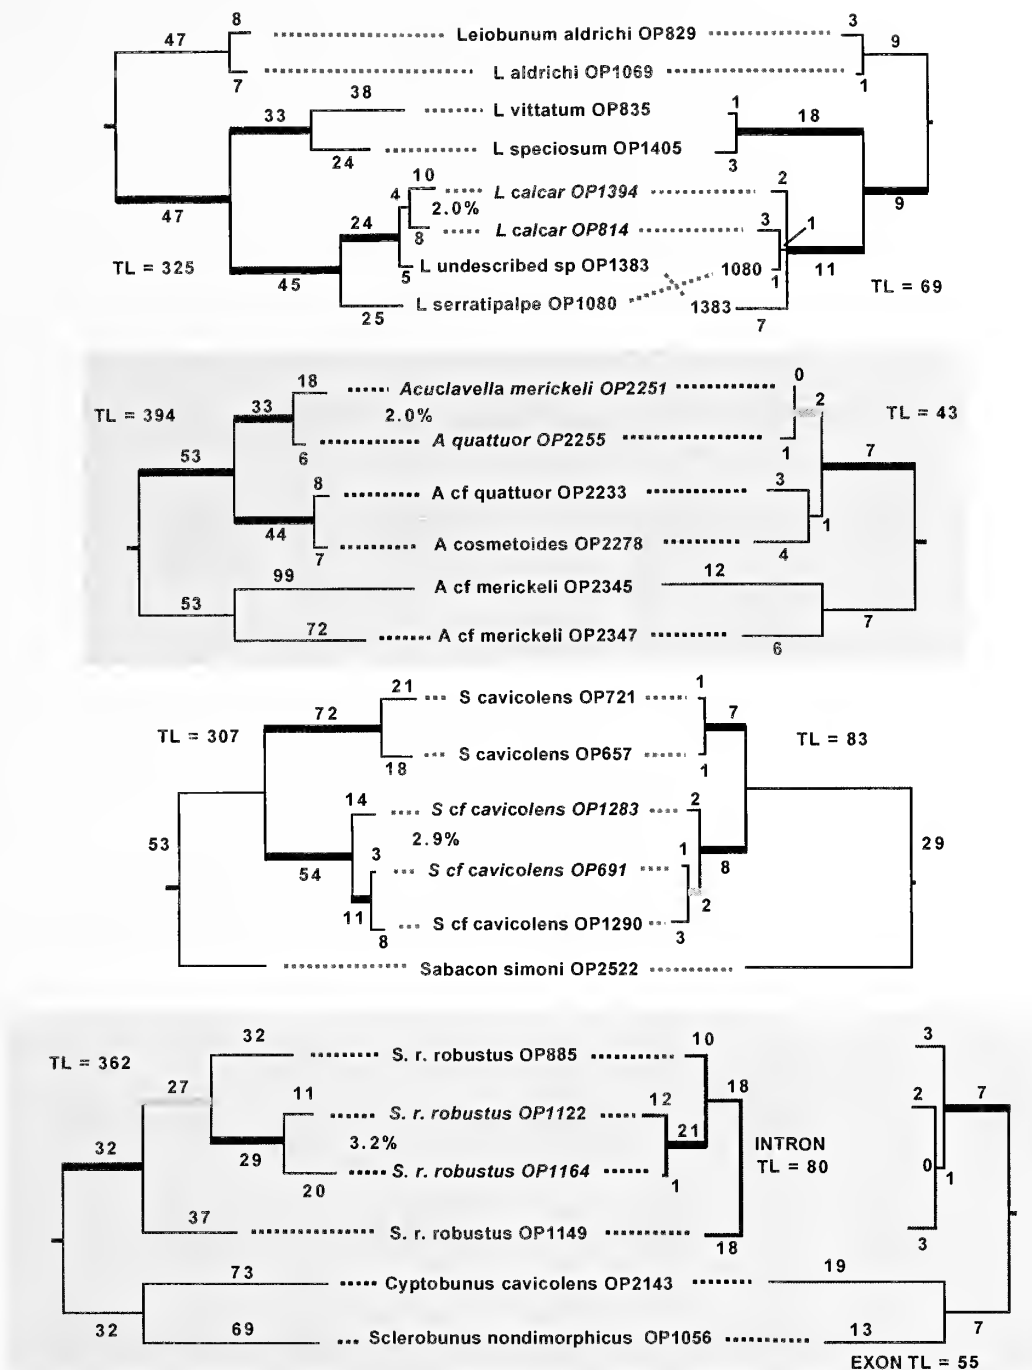 8 3
47 Leiobunum aldrichi OP829 9
L aldrichi OP1069
7 1
38
33 L vittatum OP835 1 18
L speciosum OP1405
24 3
10 2
4 L calcar OP1394
47 24 2.0% 3 1 9
8 L calcar OP814
TL = 325 L undescribed sp OP1383 1080 11
45 5 1 TL = 69
L serratipalpe OP1080 1383
25 7
0
18 Acuclavella merickeli OP2251 2
TL = 394 33 2.0% TL = 43
A quattuor OP2255
53 6 1 7
8 3
A cf quattuor OP2233
44 1
7 A cosmetoides OP2278 4
99 12
A cf merickeli OP2345
53 7
72 A cf merickeli OP2347 6
21 1
72 S cavicolens OP721 7
TL = 307 TL = 83
S cavicolens OP657
18 1
14 2
S cf cavicolens OP1283
53 3 2.9% 1 29
54 S cf cavicolens OP691 8
11 2
S cf cavicolens OP1290
8 3
Sabacon simoni OP2522
32 10 3
TL = 362 S. r. robustus OP885
27 11 12 18 2 7
S. r. robustus OP1122
32 3.2% 21 INTRON
29 S. r. robustus OP1164 TL = 80 0 1
20 1
37 S. r. robustus OP1149
18 3
73 19
Cyptobunus cavicolens OP2143
32 69 13 7
Sclerobunus nondimorphicus OP1056
EXON TL = 55